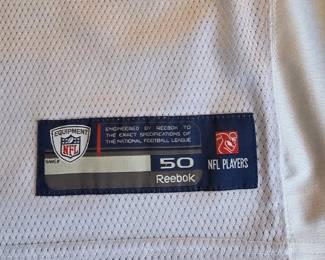 EQUIPMENT
NFL
ENGINEERED BY REEBOK TO
THE EXACT SPECIFICATIONS OF
THE NATIONAL FOOTBALL LEAGUE
50
Reebok
NFL PLAYERS